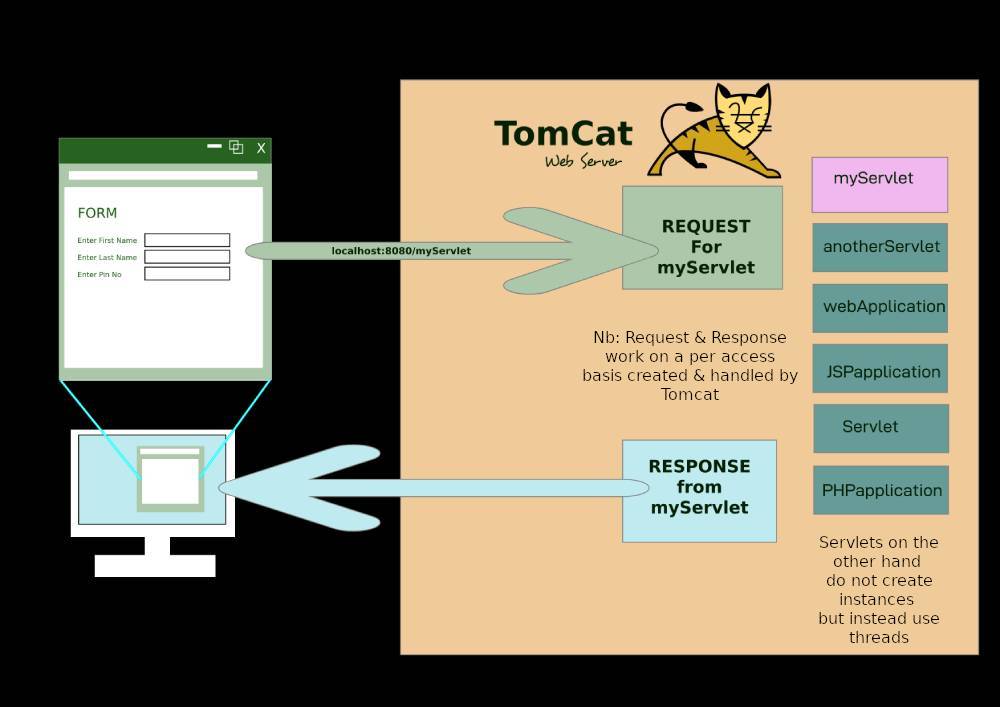 X
FORM
Enter First Name
Enter Last Name
Enter Pin No
localhost:8080/myServlet
TomCat
Web Server
REQUEST
For
myServlet
Nb: Request & Response
work on a per access
basis created & handled by
Tomcat
RESPONSE
from
myServlet
myServlet
anotherServlet
webApplication
JSPapplication
Servlet
PHPapplication
Servlets on the
other hand
do not create
instances
but instead use
threads